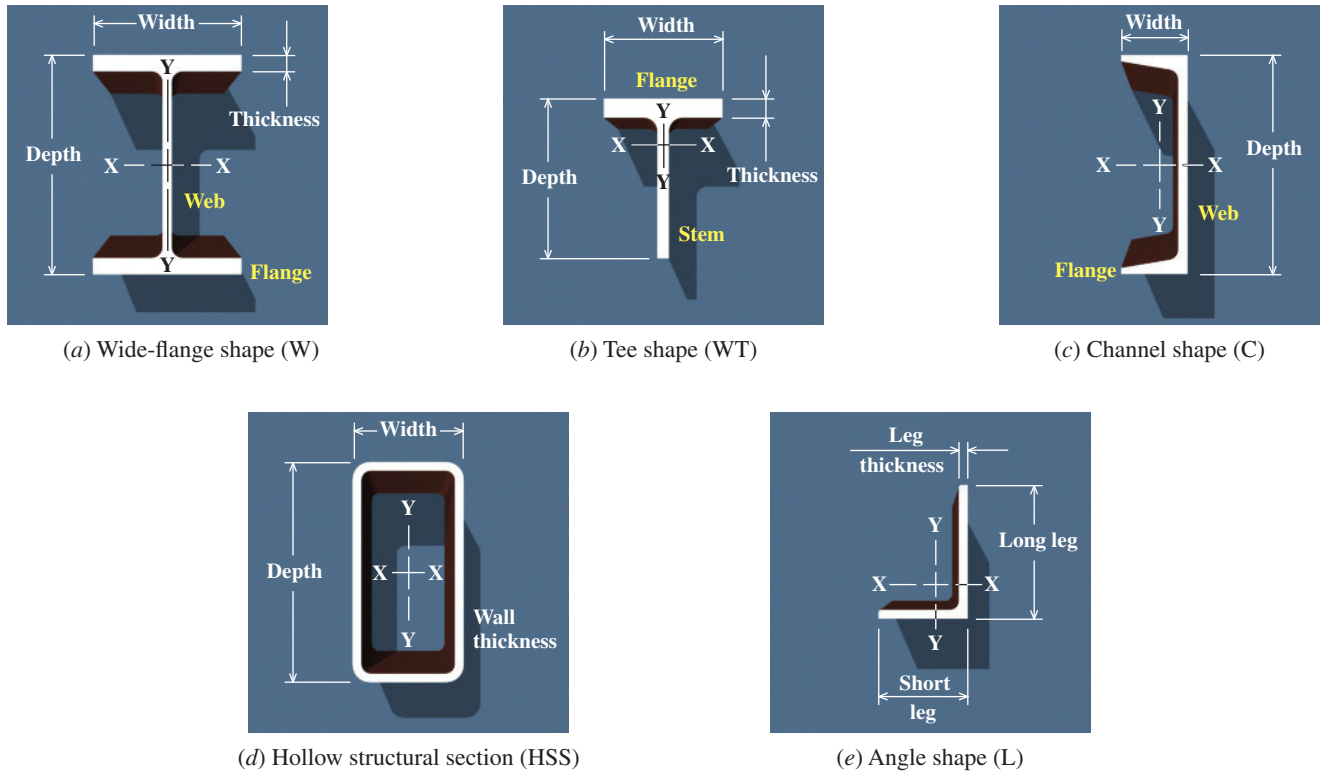 Width
Y
Thickness
Depth
X
X
Web
Y
Flange
(a) Wide-flange shape (W)
Width
Flange
Y
X
X
Depth
Y
Thickness
Stem
(b) Tee shape (WT)
Width
Y
Depth
X
X
Web
Y
Flange
(c) Channel shape (C)
Width
Y
Depth
X
X
Wall
thickness
Y
(d) Hollow structural section (HSS)
Leg
thickness
Y
Long leg
X
X
Y
Short
leg
(e) Angle shape (L)